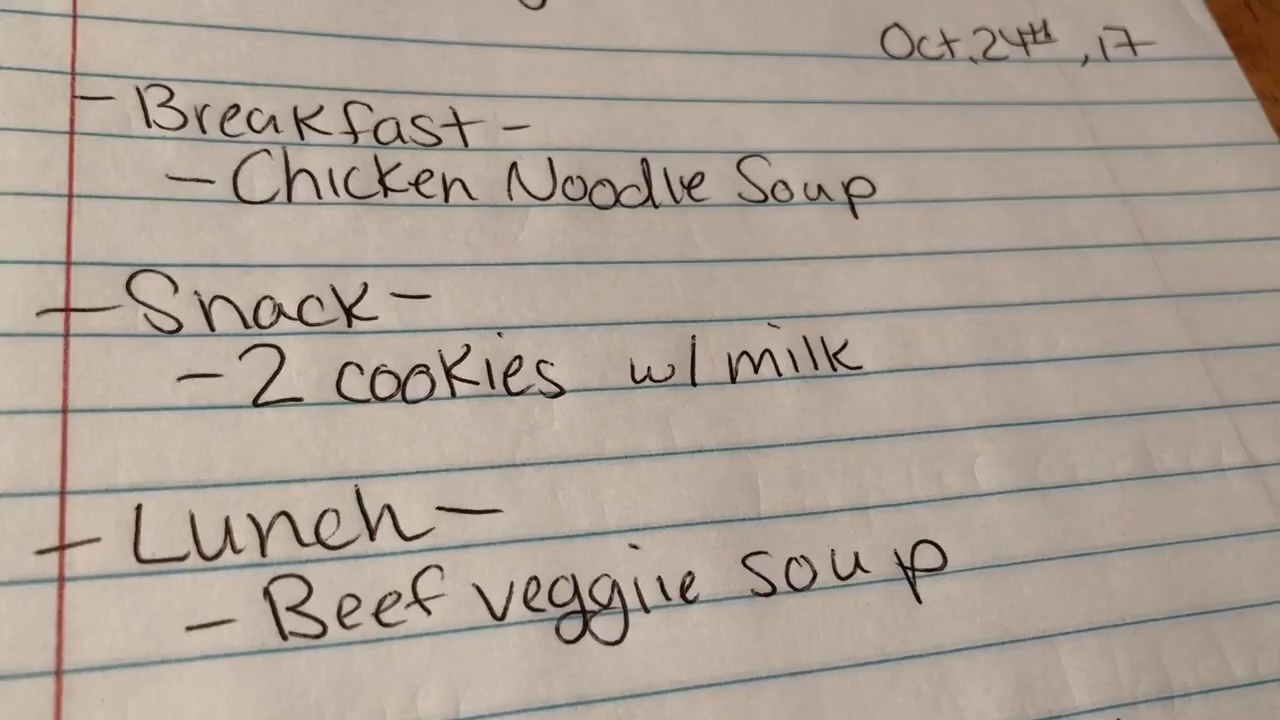 Oct. 24th, 17
- Breakfast -
- Chicken Noodle Soup
- Snack -
- 2 cookies w/ milk
- Lunch -
- Beef veggie soup